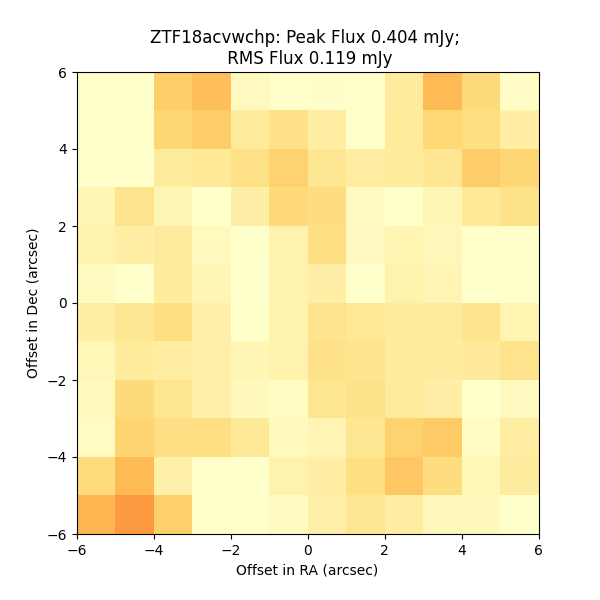 ZTF18acvwchp: Peak Flux 0.404 mJy;
RMS Flux 0.119 mJy
6
4
2
0
−2
−4
−6
Offset in Dec (arcsec)
−6 −4 −2 0 2 4 6
Offset in RA (arcsec)